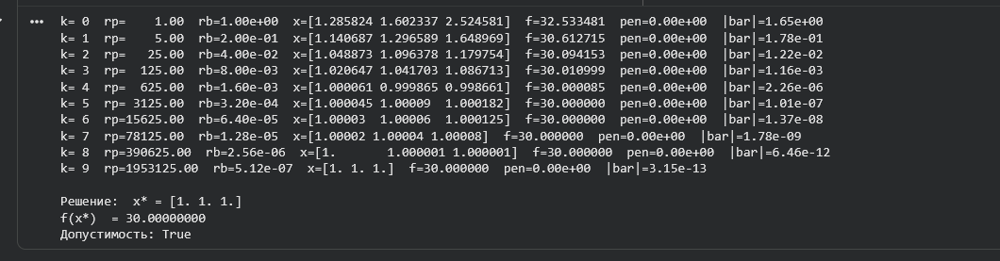 k= 0  rp=    1.00  rb=1.00e+00  x=[1.285824 1.602337 2.524581]  f=32.533481  pen=0.00e+00  |bar|=1.65e+00
k= 1  rp=    5.00  rb=2.00e-01  x=[1.140687 1.296589 1.648969]  f=30.612715  pen=0.00e+00  |bar|=1.78e-01
k= 2  rp=   25.00  rb=4.00e-02  x=[1.048873 1.096378 1.179754]  f=30.094153  pen=0.00e+00  |bar|=1.22e-02
k= 3  rp=  125.00  rb=8.00e-03  x=[1.020647 1.041703 1.086713]  f=30.010999  pen=0.00e+00  |bar|=1.16e-03
k= 4  rp=  625.00  rb=1.60e-03  x=[1.000061 0.999865 0.998661]  f=30.000085  pen=0.00e+00  |bar|=2.26e-06
k= 5  rp= 3125.00  rb=3.20e-04  x=[1.000045 1.00009  1.000182]  f=30.000000  pen=0.00e+00  |bar|=1.01e-07
k= 6  rp=15625.00  rb=6.40e-05  x=[1.00003  1.00006  1.000125]  f=30.000000  pen=0.00e+00  |bar|=1.37e-08
k= 7  rp=78125.00  rb=1.28e-05  x=[1.00002 1.00004 1.00008]  f=30.000000  pen=0.00e+00  |bar|=1.78e-09
k= 8  rp=390625.00  rb=2.56e-06  x=[1.       1.000001 1.000001]  f=30.000000  pen=0.00e+00  |bar|=6.46e-12
k= 9  rp=1953125.00  rb=5.12e-07  x=[1. 1. 1.]  f=30.000000  pen=0.00e+00  |bar|=3.15e-13
Решение:  x* = [1. 1. 1.]
f(x*)  = 30.00000000
Допустимость: True